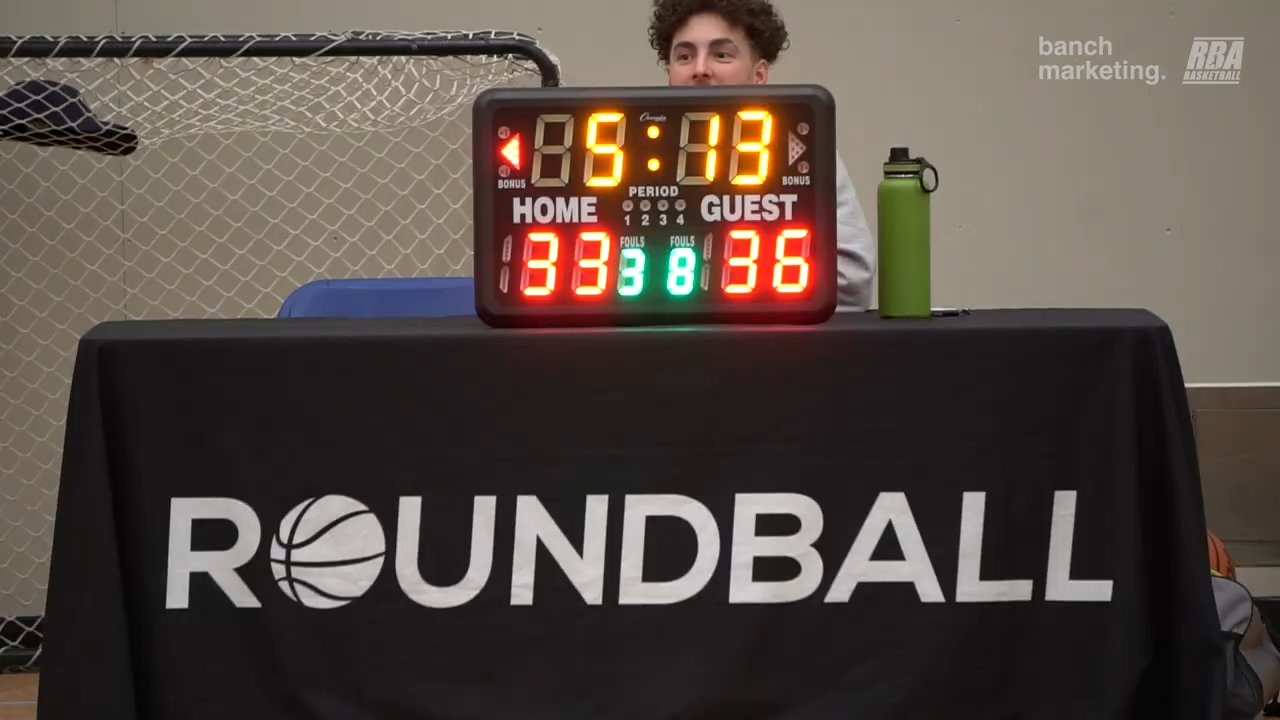 banch
marketing.
RBA
BASKETBALL
5:13
BONUS
BONUS
PERIOD
1 2 3 4
HOME
GUEST
FOULS
FOULS
33
3
8
36
ROUNDBALL